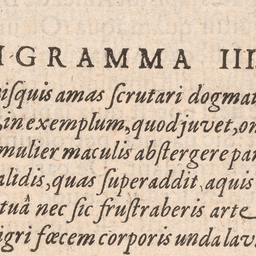 IGRAMMA III
isquis amas scrutari dogmat
, in exemplum, quod juvet, on
mulier maculis abstergere pan
alidis, quas superaddit, aquis
tuâ nec sic frustraberis arte
igri fœcem corporis unda lav